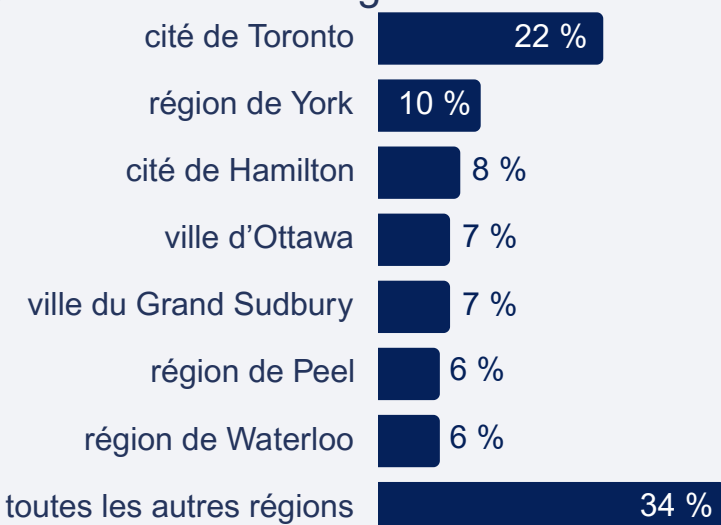 cité de Toronto 22 %
région de York 10 %
cité de Hamilton 8 %
ville d’Ottawa 7 %
ville du Grand Sudbury 7 %
région de Peel 6 %
région de Waterloo 6 %
toutes les autres régions 34 %